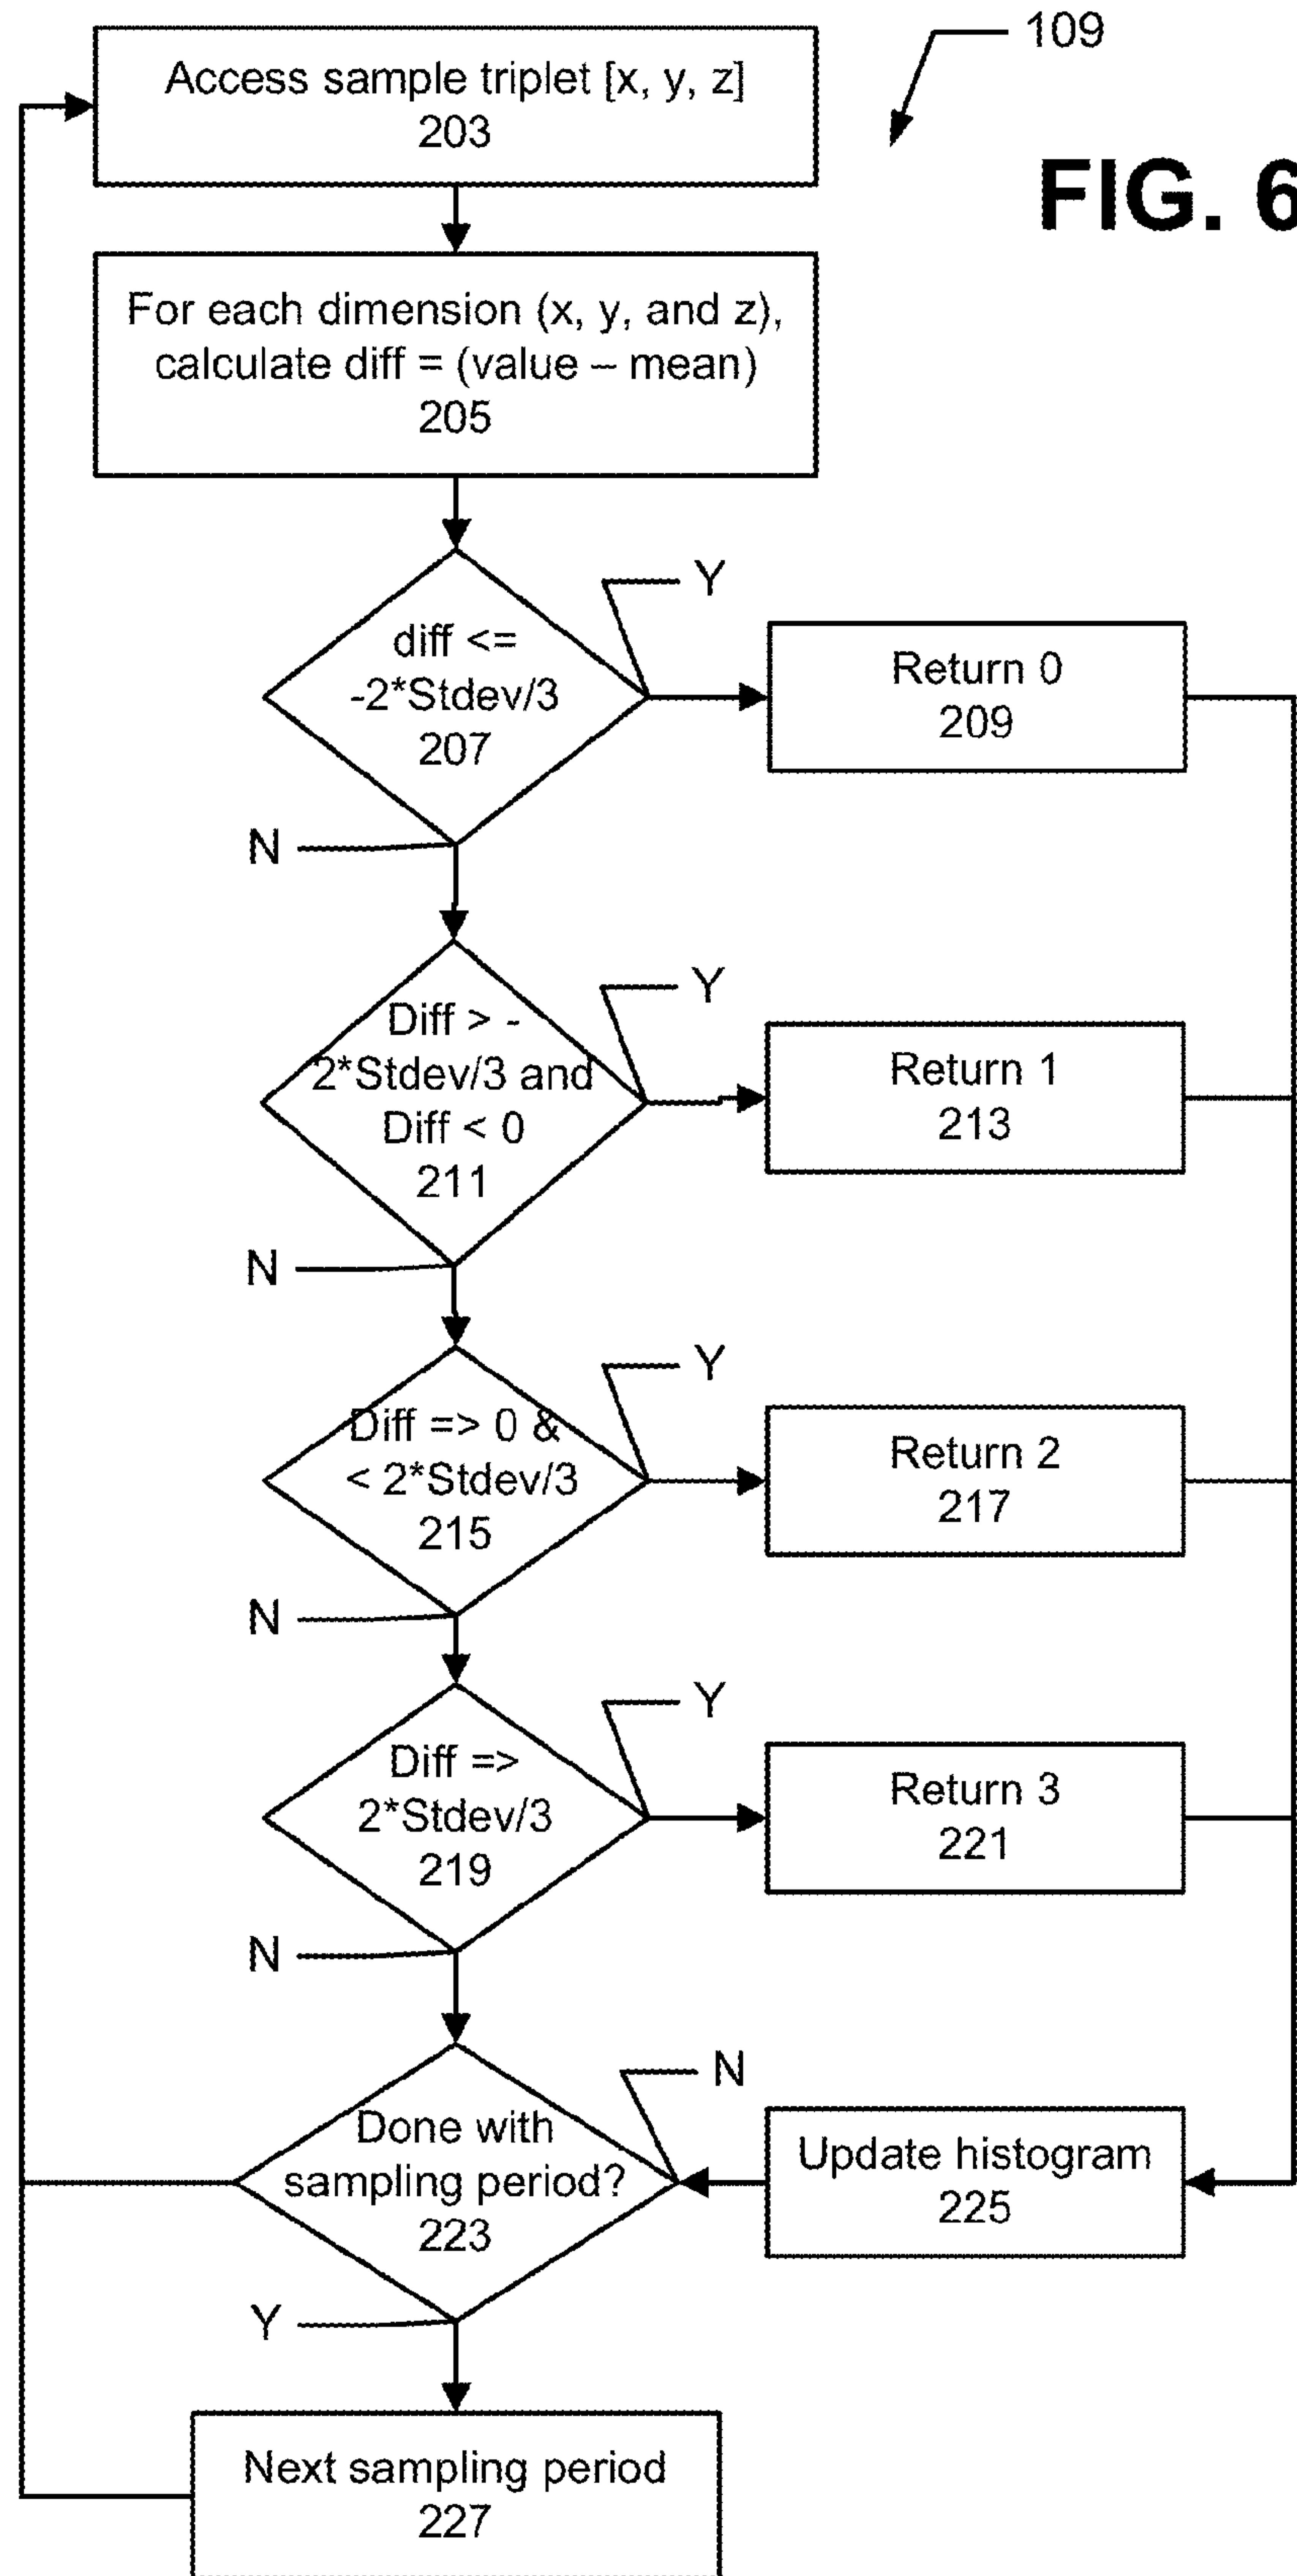 109
FIG. 6
Access sample triplet [x, y, z]
203
For each dimension (x, y, and z),
calculate diff = (value – mean)
205
diff <=
-2*Stdev/3
207
Y
Return 0
209
N
Diff > -
2*Stdev/3 and
Diff < 0
211
Y
Return 1
213
N
Diff => 0 &
< 2*Stdev/3
215
Y
Return 2
217
N
Diff =>
2*Stdev/3
219
Y
Return 3
221
N
Done with
sampling period?
223
N
Update histogram
225
Y
Next sampling period
227